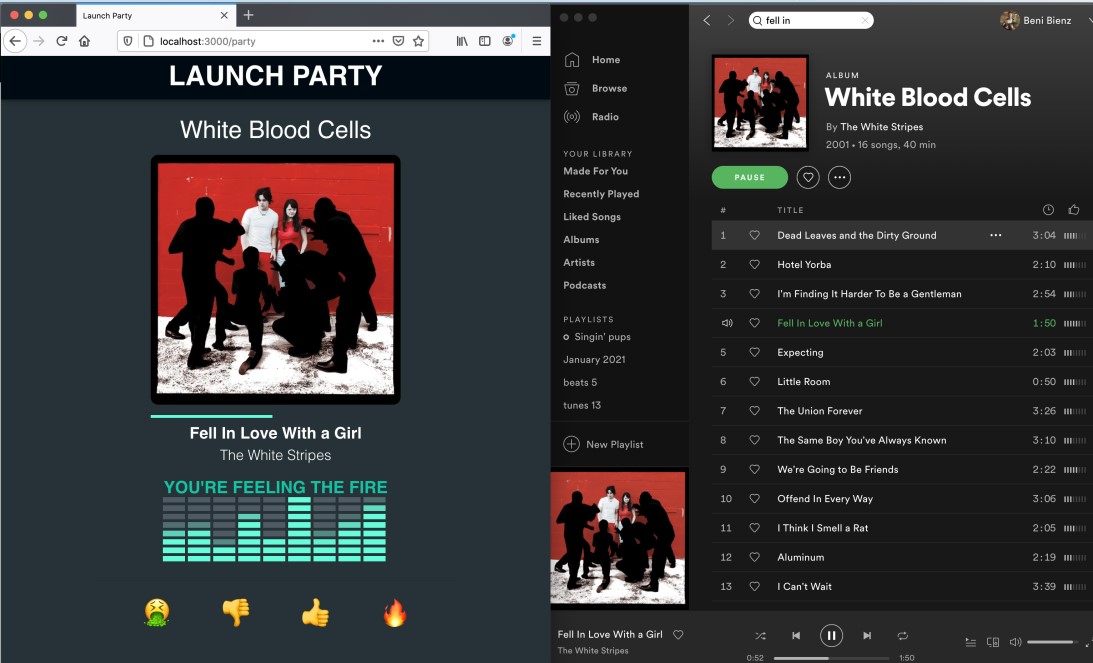 Launch Party
localhost:3000/party
LAUNCH PARTY
White Blood Cells
Fell In Love With a Girl
The White Stripes
YOU'RE FEELING THE FIRE
fell in
Beni Bienz
Home
Browse
Radio
YOUR LIBRARY
Made For You
Recently Played
Liked Songs
Albums
Artists
Podcasts
PLAYLISTS
Singin' pups
January 2021
beats 5
tunes 13
New Playlist
ALBUM
White Blood Cells
By The White Stripes
2001 • 16 songs, 40 min
PAUSE
# TITLE
1 Dead Leaves and the Dirty Ground 3:04
2 Hotel Yorba 2:10
3 I'm Finding It Harder To Be a Gentleman 2:54
Fell In Love With a Girl 1:50
5 Expecting 2:03
6 Little Room 0:50
7 The Union Forever 3:26
8 The Same Boy You've Always Known 3:10
9 We're Going to Be Friends 2:22
10 Offend In Every Way 3:06
11 I Think I Smell a Rat 2:05
12 Aluminum 2:19
13 I Can't Wait 3:39
Fell In Love With a Girl
The White Stripes
0:52 1:50